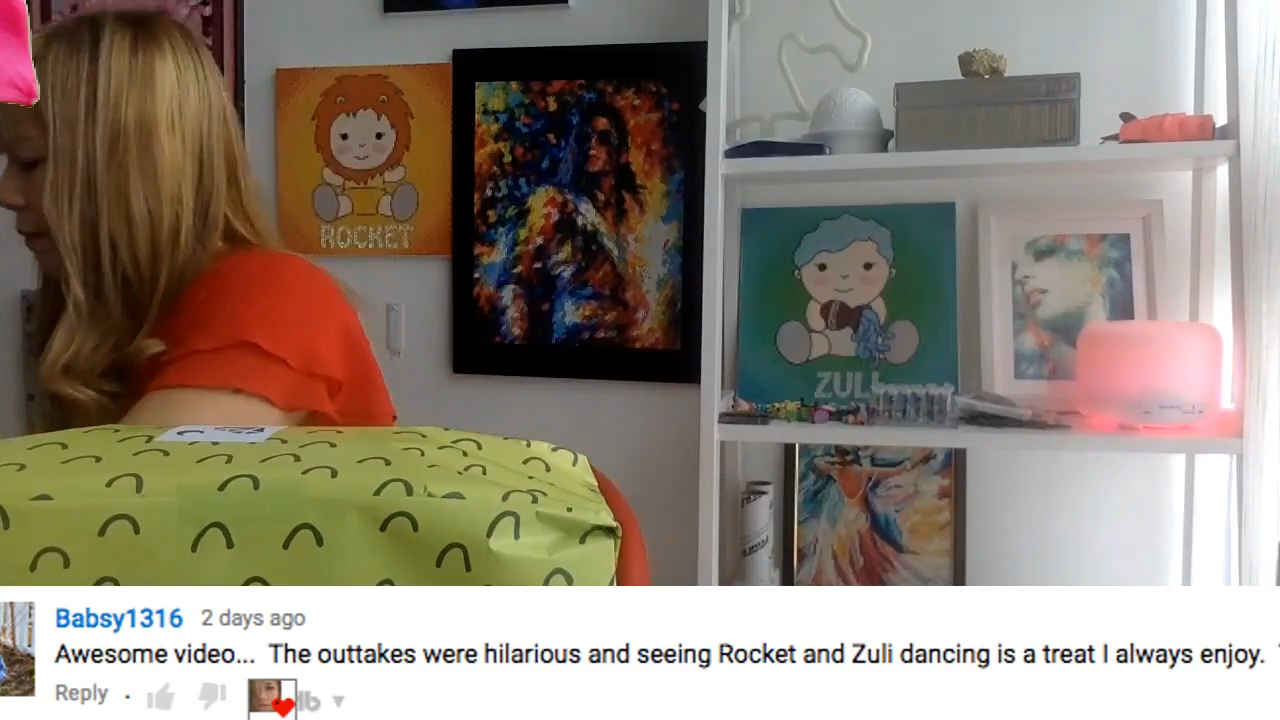 ROCKET
ZULI
Babsy1316 2 days ago
Awesome video... The outtakes were hilarious and seeing Rocket and Zuli dancing is a treat I always enjoy.
Reply